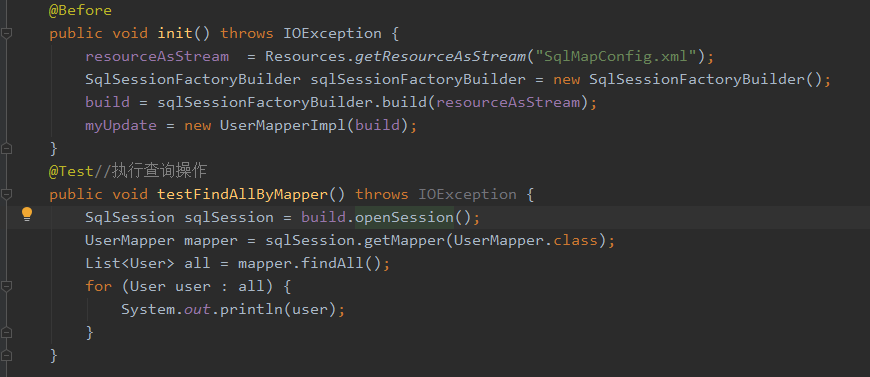 @Before
public void init() throws IOException {
resourceAsStream  = Resources.getResourceAsStream("SqlMapConfig.xml");
SqlSessionFactoryBuilder sqlSessionFactoryBuilder = new SqlSessionFactoryBuilder();
build = sqlSessionFactoryBuilder.build(resourceAsStream);
myUpdate = new UserMapperImpl(build);
}
@Test//执行查询操作
public void testFindAllByMapper() throws IOException {
SqlSession sqlSession = build.openSession();
UserMapper mapper = sqlSession.getMapper(UserMapper.class);
List<User> all = mapper.findAll();
for (User user : all) {
System.out.println(user);
}
}